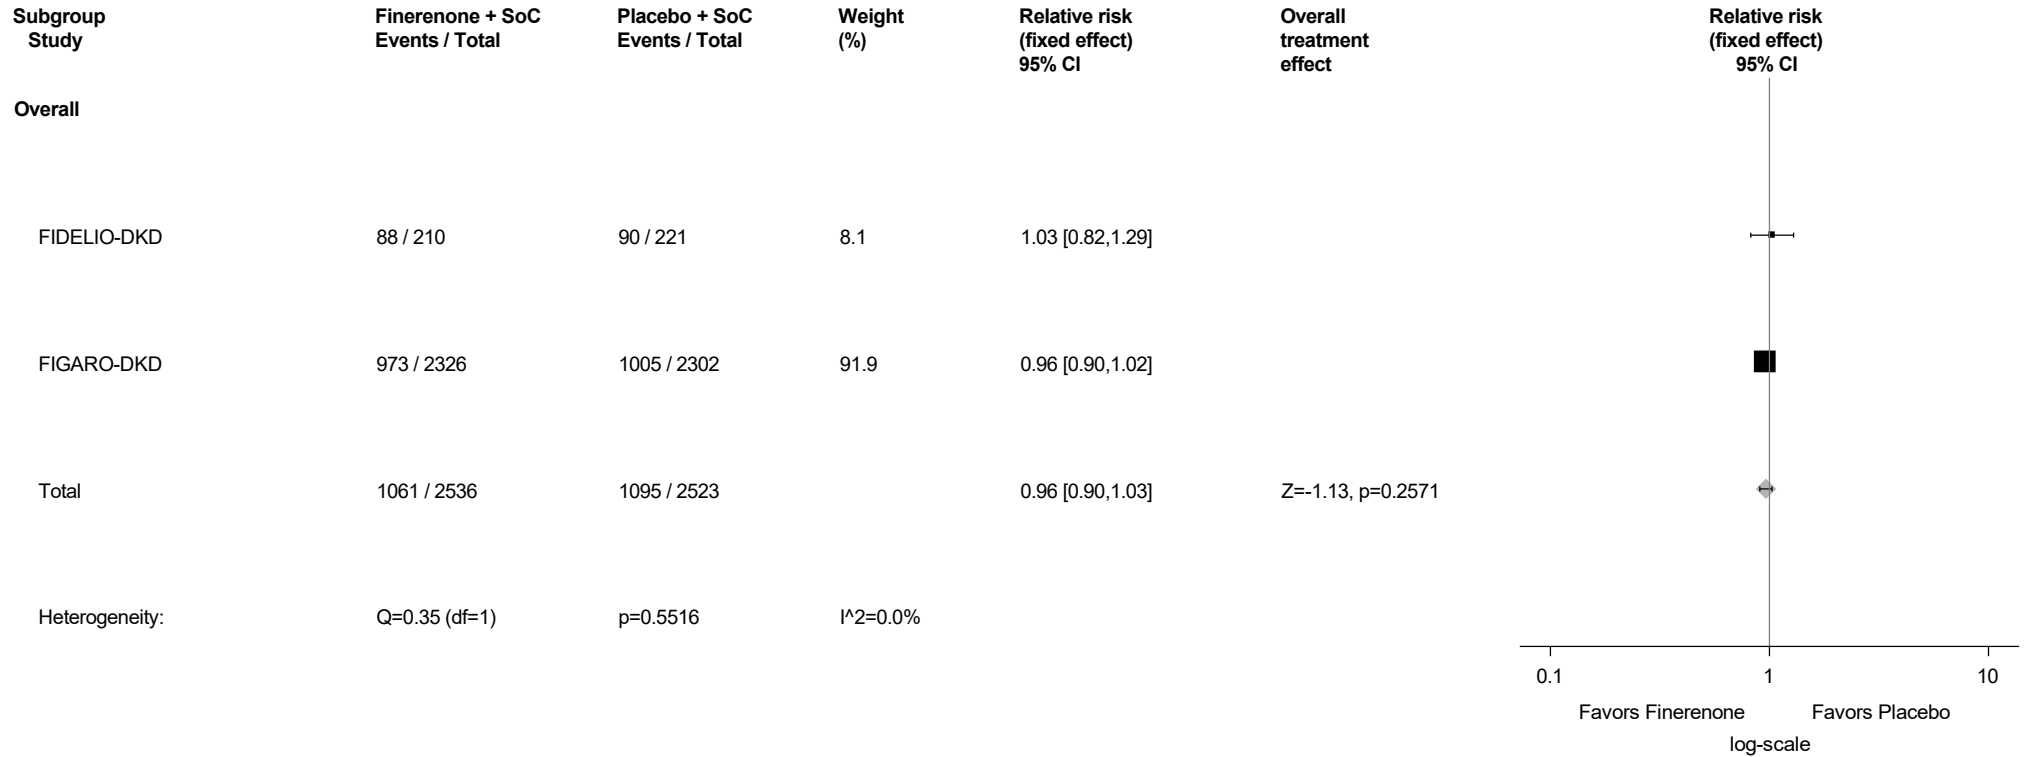 Subgroup Finerenone + SoC Placebo + SoC Weight Relative risk Overall Relative risk
Study Events / Total Events / Total (%) (fixed effect) treatment (fixed effect)
95% CI effect 95% CI
Overall
FIDELIO-DKD 88 / 210 90 / 221 8.1 1.03 [0.82,1.29]
FIGARO-DKD 973 / 2326 1005 / 2302 91.9 0.96 [0.90,1.02]
Total 1061 / 2536 1095 / 2523 0.96 [0.90,1.03] Z=-1.13, p=0.2571
Heterogeneity: Q=0.35 (df=1) p=0.5516 I^2=0.0%
0.1 1 10
Favors Finerenone Favors Placebo
log-scale